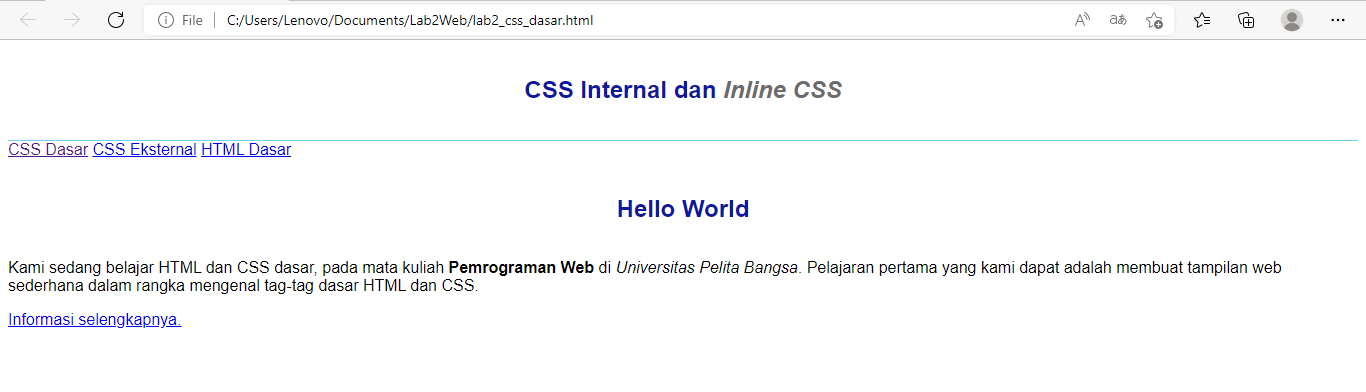 File C:/Users/Lenovo/Documents/Lab2Web/lab2_css_dasar.html
CSS Internal dan Inline CSS
CSS Dasar CSS Eksternal HTML Dasar
Hello World
Kami sedang belajar HTML dan CSS dasar, pada mata kuliah Pemrograman Web di Universitas Pelita Bangsa. Pelajaran pertama yang kami dapat adalah membuat tampilan web
sederhana dalam rangka mengenal tag-tag dasar HTML dan CSS.
Informasi selengkapnya.